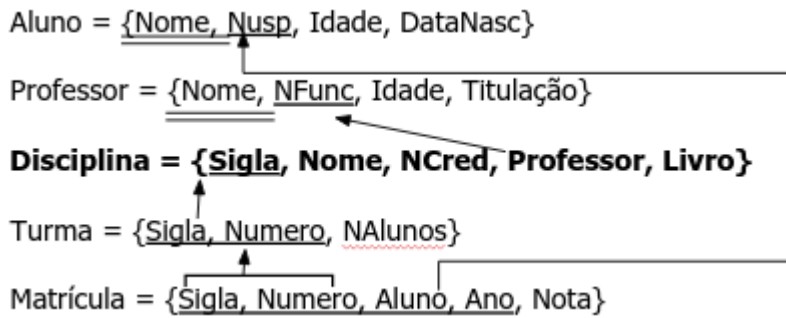 Aluno = {Nome, Nusp, Idade, DataNasc}
Professor = {Nome, NFunc, Idade, Titulação}
Disciplina = {Sigla, Nome, NCred, Professor, Livro}
Turma = {Sigla, Numero, NAlunos}
Matrícula = {Sigla, Numero, Aluno, Ano, Nota}